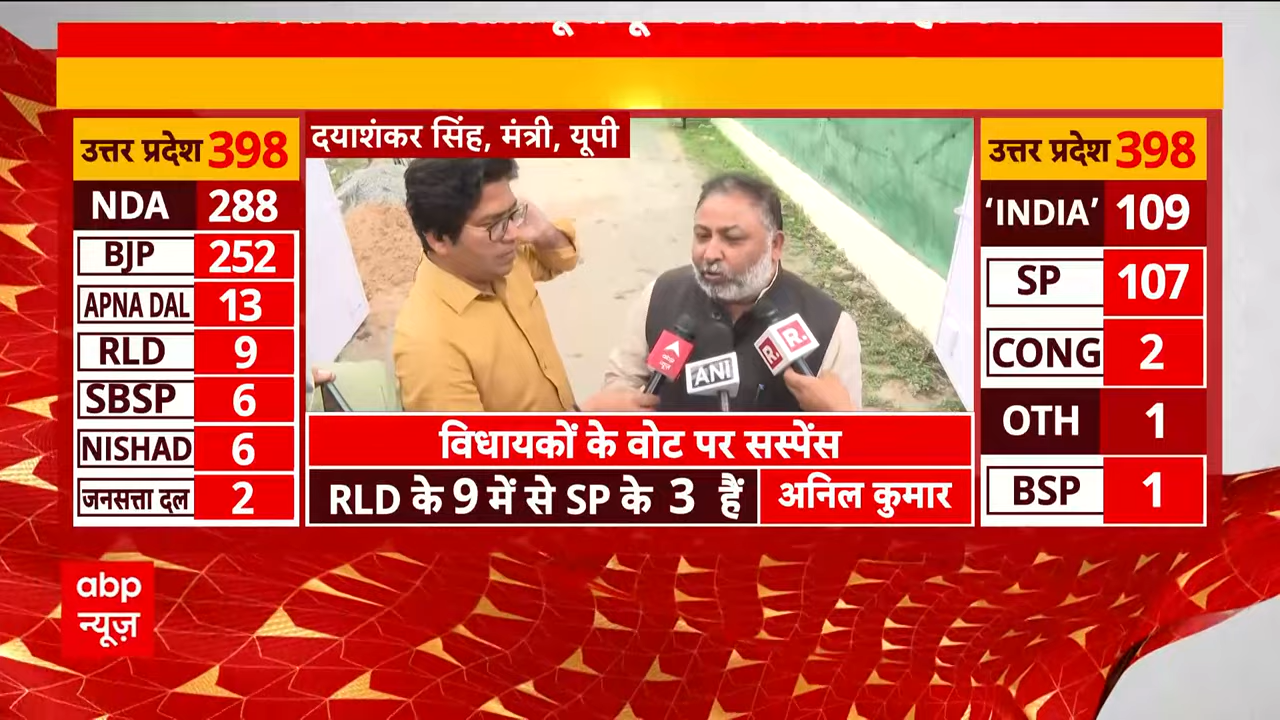 उत्तर प्रदेश 398
NDA 288
BJP 252
APNA DAL 13
RLD 9
SBSP 6
NISHAD 6
जनसत्ता दल 2
दयाशंकर सिंह, मंत्री, यूपी
abp
न्यूज़
ANI
R.
R.
विधायकों के वोट पर सस्पेंस
RLD के 9 में से SP के 3 हैं
अनिल कुमार
उत्तर प्रदेश 398
‘INDIA’ 109
SP 107
CONG 2
OTH 1
BSP 1
abp
न्यूज़